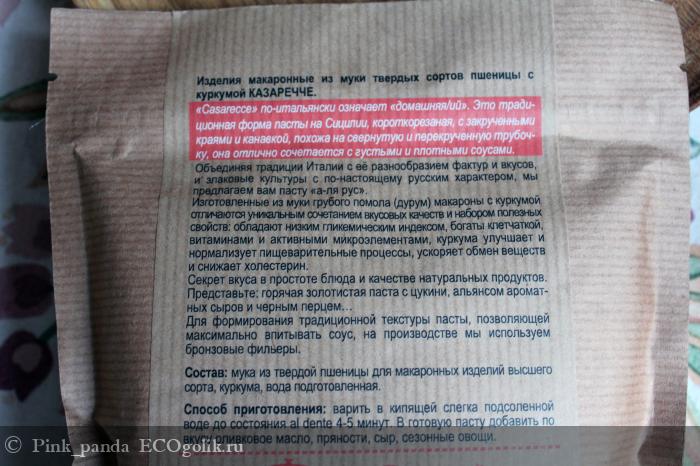 Изделия макаронные из муки твердых сортов пшеницы с
куркумой КАЗАРЕЧЧЕ.
«Casarecce» по-итальянски означает «домашняя/ий». Это тради-
ционная форма пасты на Сицилии, короткорезаная, с закрученными
краями и канавкой, похожа на свернутую и перекрученную трубоч-
ку, она отлично сочетается с густыми и плотными соусами.
Объединяя традиции Италии с её разнообразием фактур и вкусов,
и злаковые культуры с по-настоящему русским характером, мы
предлагаем вам пасту «а-ля рус».
Изготовленные из муки грубого помола (дурум) макароны с куркумой
отличаются уникальным сочетанием вкусовых качеств и набором полезных
свойств: обладают низким гликемическим индексом, богаты клетчаткой,
витаминами и активными микроэлементами, куркума улучшает и
нормализует пищеварительные процессы, ускоряет обмен веществ
и снижает холестерин.
Секрет вкуса в простоте блюда и качестве натуральных продуктов.
Представьте: горячая золотистая паста с цукини, альянсом аромат-
ных сыров и черным перцем…
Для формирования традиционной текстуры пасты, позволяющей
максимально впитывать соус, на производстве мы используем
бронзовые фильеры.
Состав: мука из твердой пшеницы для макаронных изделий высшего
сорта, куркума, вода подготовленная.
Способ приготовления: варить в кипящей слегка подсоленной
воде до состояния al dente 4-5 минут. В готовую пасту добавить по
вкусу оливковое масло, пряности, сыр, сезонные овощи.
© Pink_panda ECOgolik.ru